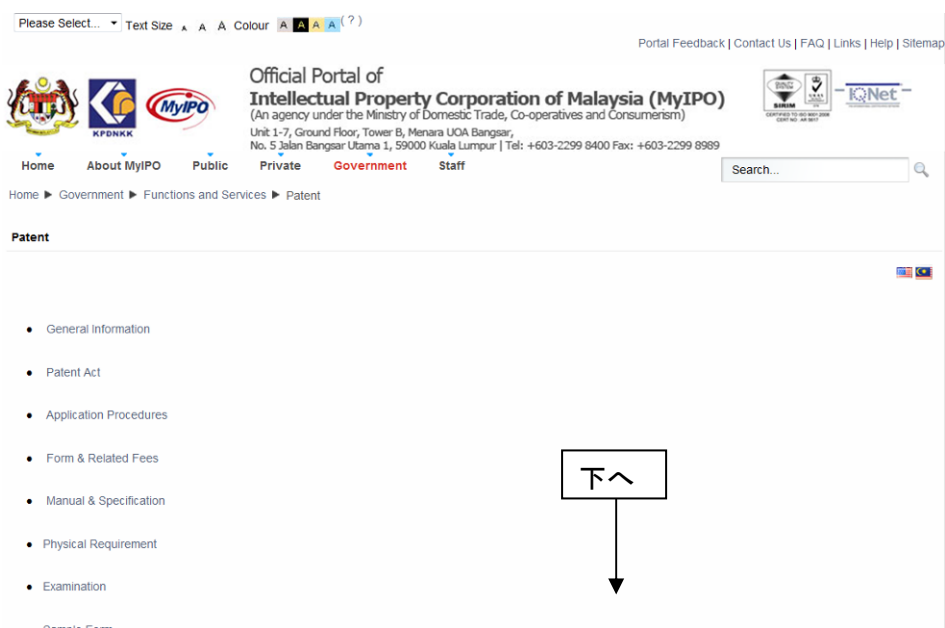 Please Select... Text Size A A A Colour A A A A ( ? )
Portal Feedback | Contact Us | FAQ | Links | Help | Sitemap
KPDNKK
MyIPO
Official Portal of
Intellectual Property Corporation of Malaysia (MyIPO)
(An agency under the Ministry of Domestic Trade, Co-operatives and Consumerism)
Unit 1-7, Ground Floor, Tower B, Menara UOA Bangsar,
No. 5 Jalan Bangsar Utama 1, 59000 Kuala Lumpur | Tel: +603-2299 8400 Fax: +603-2299 8989
SIRIM
IQNet
Home About MyIPO Public Private Government Staff
Search...
Home ► Government ► Functions and Services ► Patent
Patent
• General Information
• Patent Act
• Application Procedures
• Form & Related Fees
• Manual & Specification
• Physical Requirement
• Examination
Sample Form
下へ